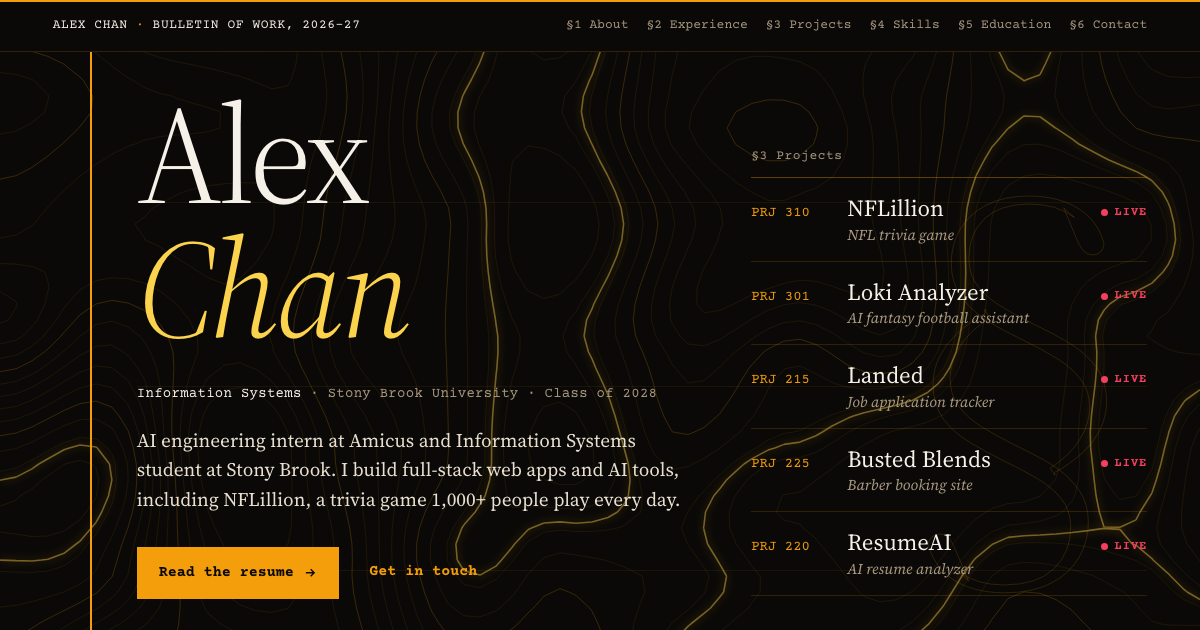 ALEX CHAN · BULLETIN OF WORK, 2026–27
§1 About §2 Experience §3 Projects §4 Skills §5 Education §6 Contact
Alex
Chan
Information Systems · Stony Brook University · Class of 2028
AI engineering intern at Amicus and Information Systems
student at Stony Brook. I build full-stack web apps and AI tools,
including NFLillion, a trivia game 1,000+ people play every day.
Read the resume →
Get in touch
§3 Projects
PRJ 310 NFLillion LIVE
NFL trivia game
PRJ 301 Loki Analyzer LIVE
AI fantasy football assistant
PRJ 215 Landed LIVE
Job application tracker
PRJ 225 Busted Blends LIVE
Barber booking site
PRJ 220 ResumeAI LIVE
AI resume analyzer